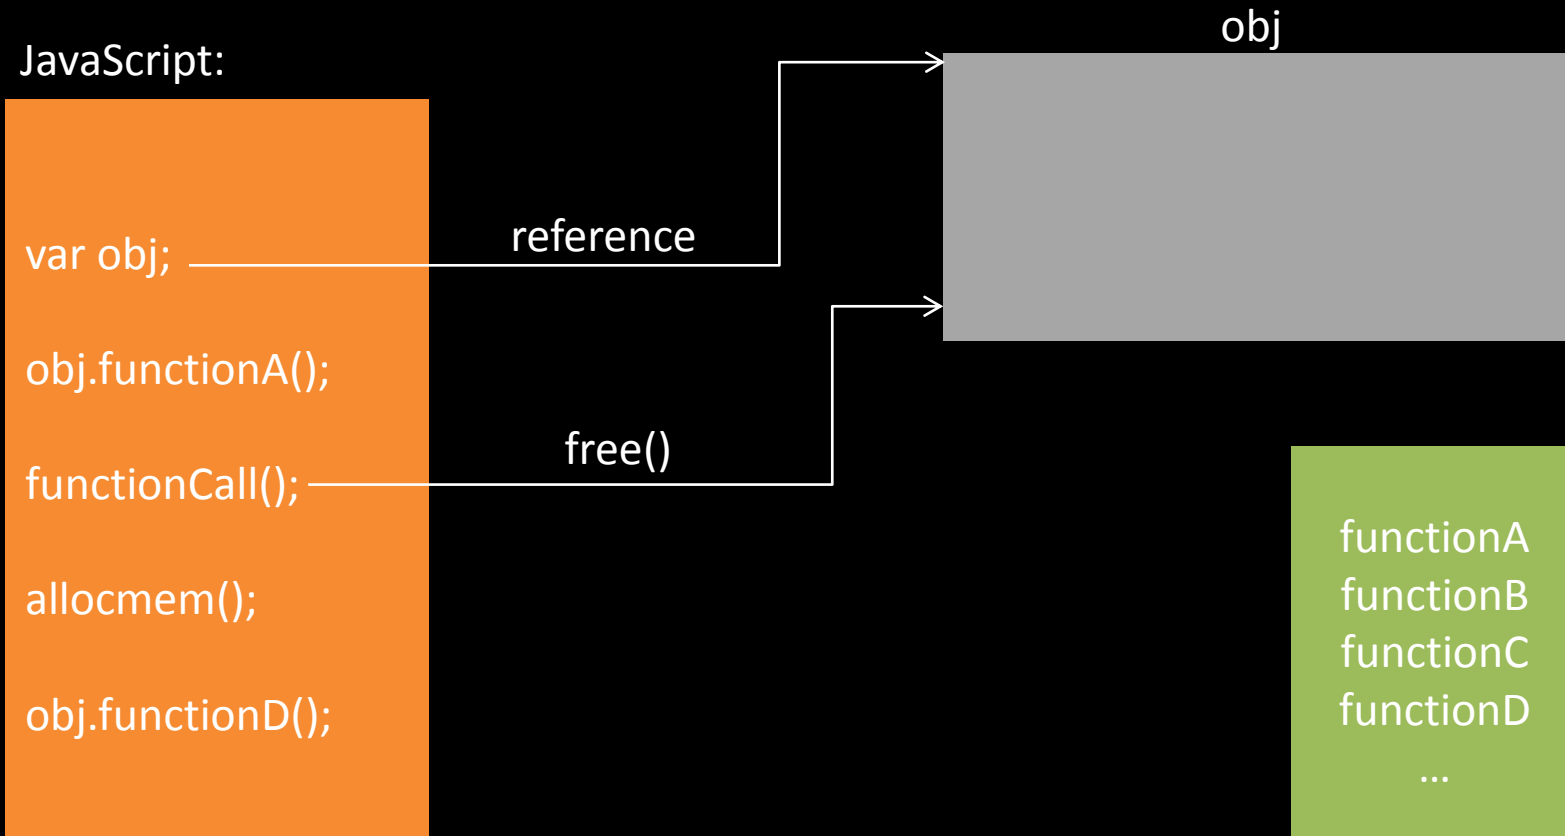 JavaScript:
var obj;
obj.functionA();
functionCall();
allocmem();
obj.functionD();
reference
free()
obj
functionA
functionB
functionC
functionD
...